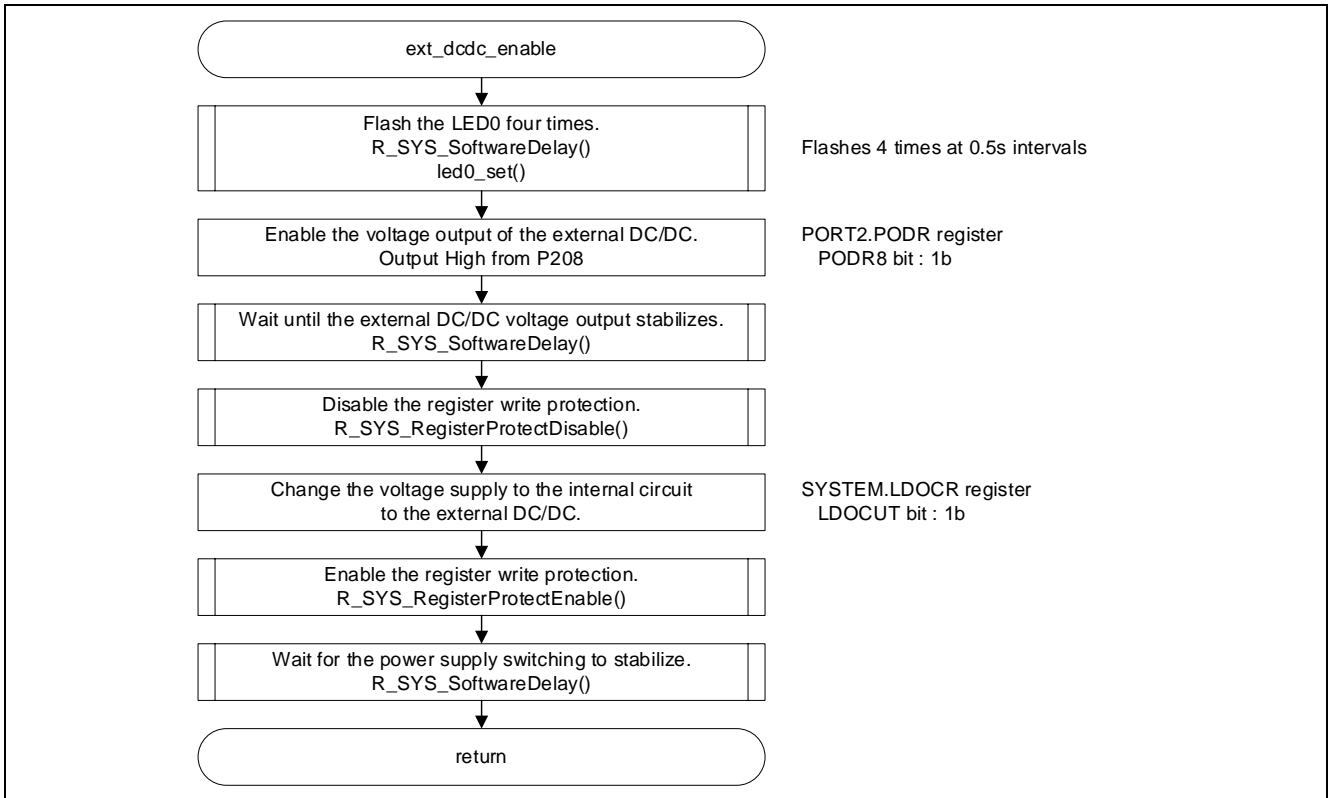 ext_dcdc_enable
Flash the LED0 four times.
R_SYS_SoftwareDelay()
led0_set()
Flashes 4 times at 0.5s intervals
Enable the voltage output of the external DC/DC.
Output High from P208
PORT2.PODR register
PODR8 bit : 1b
Wait until the external DC/DC voltage output stabilizes.
R_SYS_SoftwareDelay()
Disable the register write protection.
R_SYS_RegisterProtectDisable()
Change the voltage supply to the internal circuit
to the external DC/DC.
SYSTEM.LDOCR register
LDOCUT bit : 1b
Enable the register write protection.
R_SYS_RegisterProtectEnable()
Wait for the power supply switching to stabilize.
R_SYS_SoftwareDelay()
return